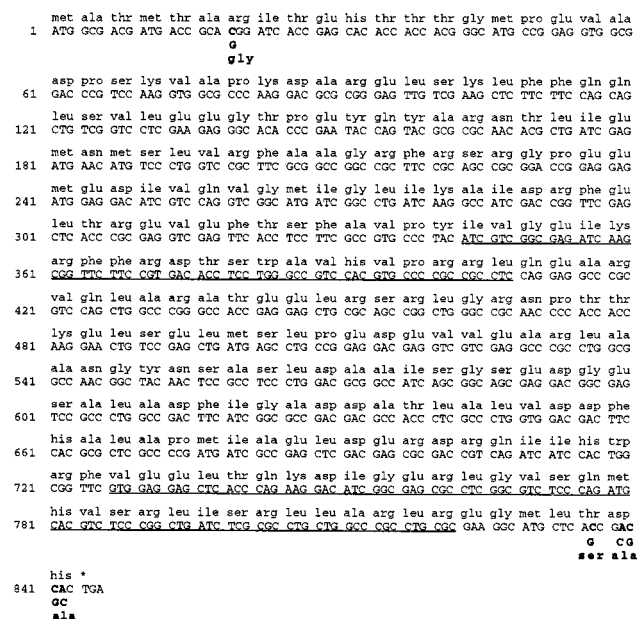 met ala thr met thr ala arg ile thr glu his thr thr thr gly met pro glu val ala
1 ATG GCG ACG ATG ACC GCA CGG ATC ACC GAG CAC ACC ACC ACG GGC ATG CCG GAG GTG GCG
G
gly
asp pro ser lys val ala pro lys asp ala arg glu leu ser lys leu phe phe gln gln
61 GAC CCG TCC AAG GTG GCG CCC AAG GAC GCG CGG GAG TTG TCG AAG CTC TTC TTC CAG CAG
leu ser val leu glu glu gly thr pro glu tyr gln tyr ala arg asn thr leu ile glu
121 CTG TCG GTC CTC GAA GAG GGC ACA CCC GAA TAC CAG TAC GCG CGC AAC ACG CTG ATC GAG
met asn met ser leu val arg phe ala ala gly arg phe arg ser arg gly pro glu glu
181 ATG AAC ATG TCC CTG GTC CGC TTC GCG GCC GGC CGC TTC CGC AGC CGC GGA CCG GAG GAG
met glu asp ile val gln val gly met ile gly leu ile lys ala ile asp arg phe glu
241 ATG GAG GAC ATC GTC CAG GTC GGC ATG ATC GGC CTG ATC AAG GCC ATC GAC CGG TTC GAG
leu thr arg glu val glu phe thr ser phe ala val pro tyr ile val gly glu ile lys
301 CTC ACC CGC GAG GTC GAG TTC ACC TCC TTC GCC GTG CCC TAC ATC GTC GGC GAG ATC AAG
arg phe phe arg asp thr ser trp ala val his val pro arg arg leu gln glu ala arg
361 CGG TTC TTC CGT GAC ACC TCC TGG GCC GTC CAC GTG CCC CGC CGC CTC CAG GAG GCC CGC
val gln leu ala arg ala thr glu glu leu arg ser arg leu gly arg asn pro thr thr
421 GTC CAG CTG GCC CGG GCC ACC GAG GAG CTG CGC AGC CGG CTG GGC CGC AAC CCC ACC ACC
lys glu leu ser glu leu met ser leu pro glu asp glu val val glu ala arg leu ala
481 AAG GAA CTG TCC GAG CTG ATG AGC CTG CCG GAG GAC GAG GTC GTC GAG GCC CGC CTG GCG
ala asn gly tyr asn ser ala ser leu asp ala ala ile ser gly ser glu asp gly glu
541 GCC AAC GGC TAC AAC TCC GCC TCC CTG GAC GCG GCC ATC AGC GGC AGC GAG GAC GGC GAG
ser ala leu ala asp phe ile gly ala asp asp ala thr leu ala leu val asp asp phe
601 TCC GCC CTG GCC GAC TTC ATC GGC GCC GAC GAC GCC ACC CTC GCC CTG GTG GAC GAC TTC
his ala leu ala pro met ile ala glu leu asp glu arg asp arg gln ile ile his trp
661 CAC GCG CTC GCC CCG ATG ATC GCC GAG CTC GAC GAG CGC GAC CGT CAG ATC ATC CAC TGG
arg phe val glu glu leu thr gln lys asp ile gly glu arg leu gly val ser gln met
721 CGG TTC GTG GAG GAG CTC ACC CAG AAG GAC ATC GGC GAG CGC CTC GGC GTC TCC CAG ATG
his val ser arg leu ile ser arg leu leu ala arg leu arg glu gly met leu thr asp
781 CAC GTC TCC CGG CTG ATC TCG CGC CTG CTG GCC CGC CTG CGC GAA GGC ATG CTC ACC GAC
G CG
ser ala
his *
841 CAC TGA
GC
ala